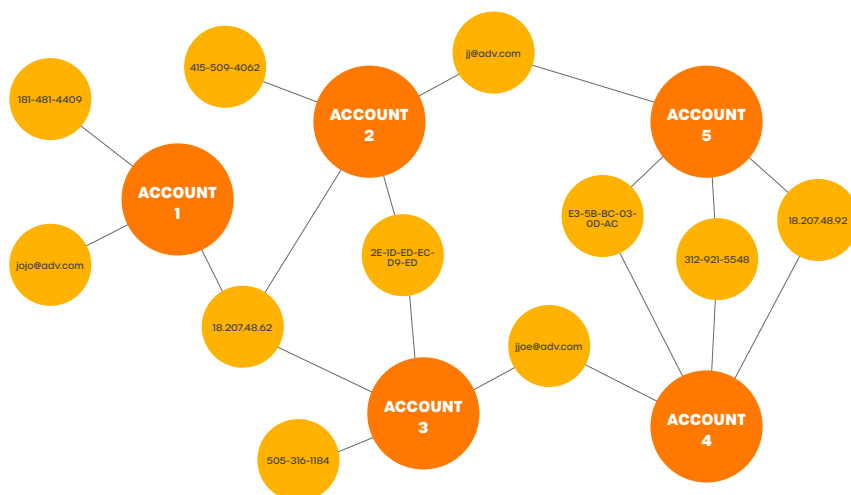 415-509-4062
jj@adv.com
181-481-4409
ACCOUNT
2
ACCOUNT
5
ACCOUNT
1
E3-5B-BC-03-
0D-AC
18.207.48.92
2E-1D-ED-EC-
D9-ED
312-921-5548
jojo@adv.com
18.207.48.62
jjoe@adv.com
ACCOUNT
3
ACCOUNT
4
505-316-1184